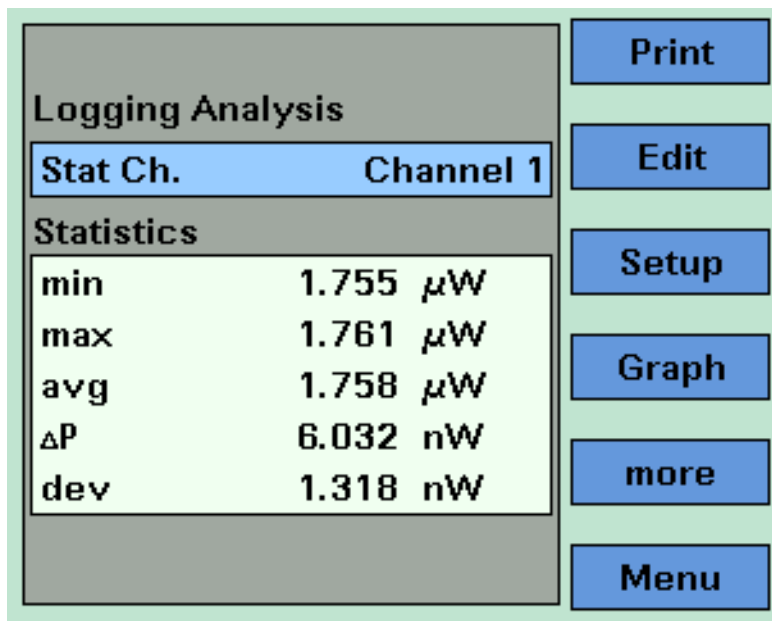 Logging Analysis
Stat Ch. Channel 1
Statistics
min 1.755 μW
max 1.761 μW
avg 1.758 μW
ΔP 6.032 nW
dev 1.318 nW
Print
Edit
Setup
Graph
more
Menu